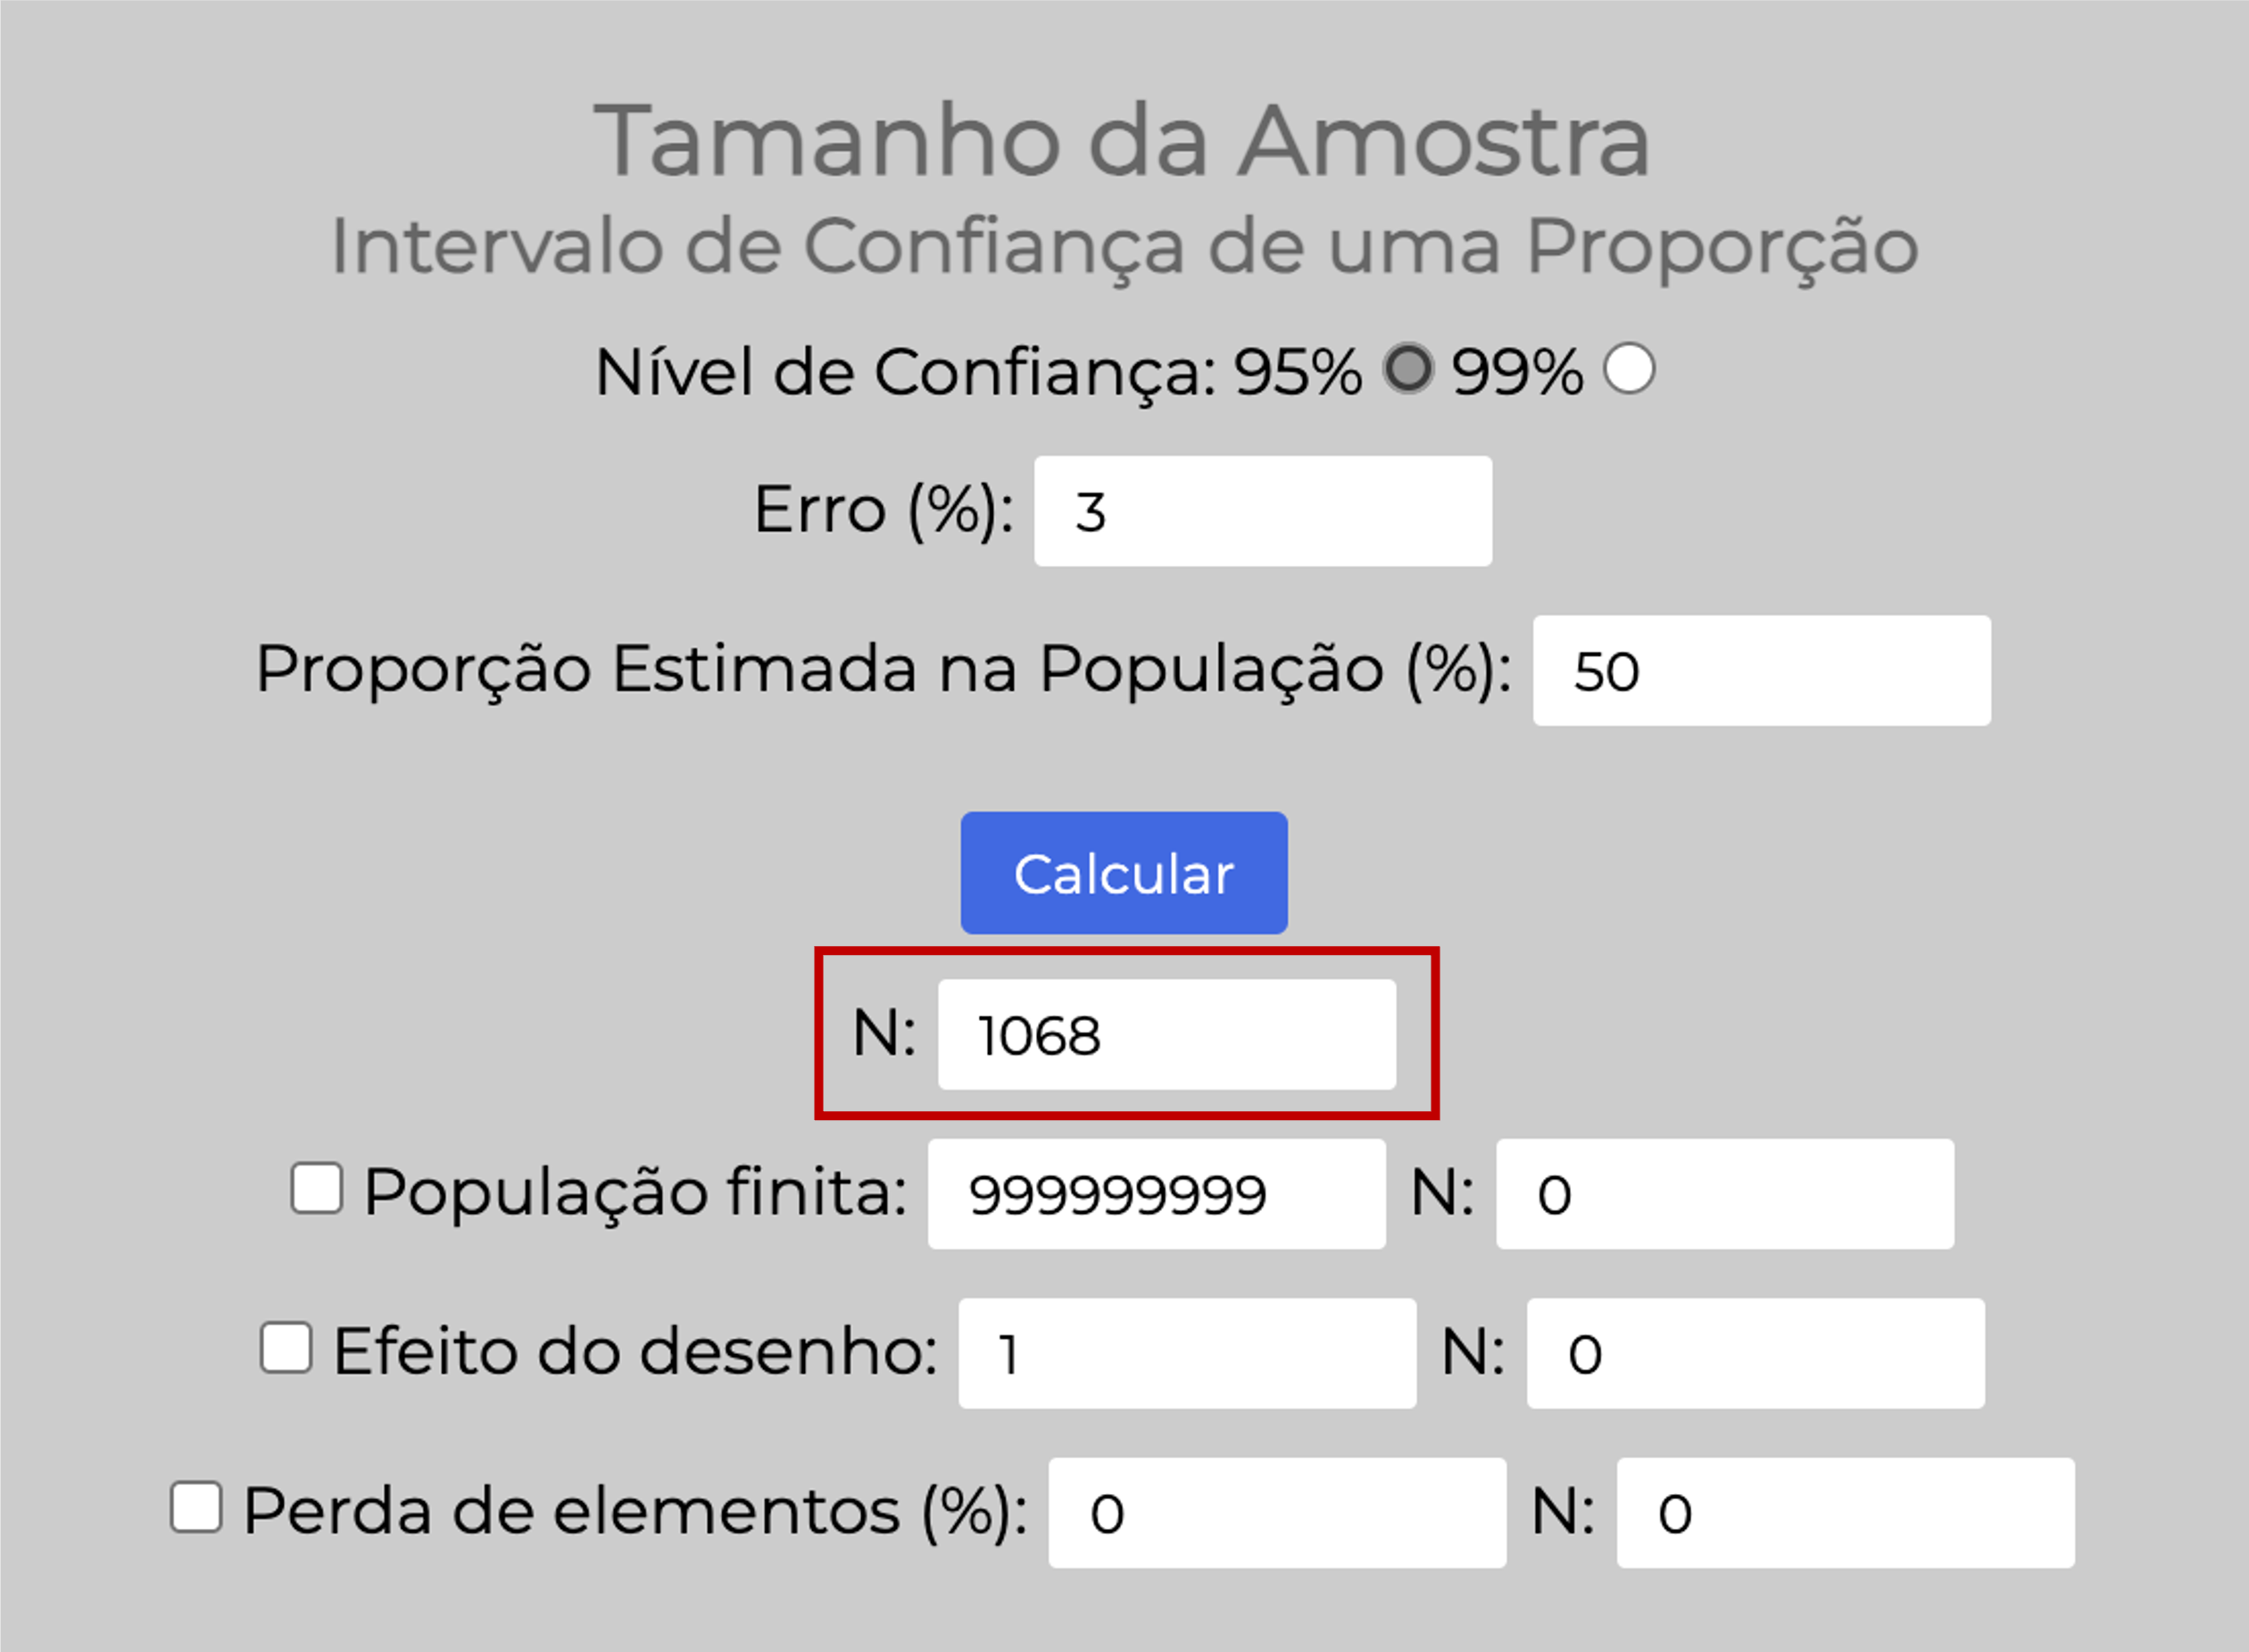 Tamanho da Amostra
Intervalo de Confiança de uma Proporção
Nível de Confiança: 95% 99%
Erro (%): 3
Proporção Estimada na População (%): 50
Calcular
N: 1068
População finita: 999999999 N: 0
Efeito do desenho: 1 N: 0
Perda de elementos (%): 0 N: 0